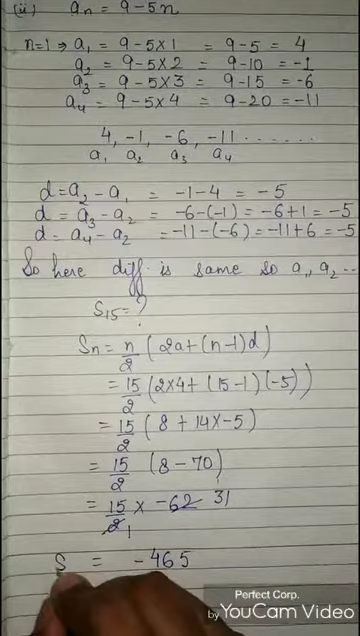 (ii) aₙ = 9 - 5n
n=1 ⇒ a₁ = 9 - 5×1 = 9-5 = 4
a₂ = 9 - 5×2 = 9-10 = -1
a₃ = 9 - 5×3 = 9-15 = -6
a₄ = 9 - 5×4 = 9-20 = -11
4, -1, -6, -11 ......
a₁ a₂ a₃ a₄
d = a₂ - a₁ = -1-4 = -5
d = a₃ - a₂ = -6-(-1) = -6+1 = -5
d = a₄ - a₂ = -11-(-6) = -11+6 = -5
So here diff is same so a₁, a₂ ...
S₁₅ = ?
Sₙ = n/2 (2a+(n-1)d)
= 15/2 (2×4 + (15-1)(-5))
= 15/2 (8 + 14×-5)
= 15/2 (8-70)
= 15/2 × -62 31
1
S = -465
Perfect Corp.
YouCam Video